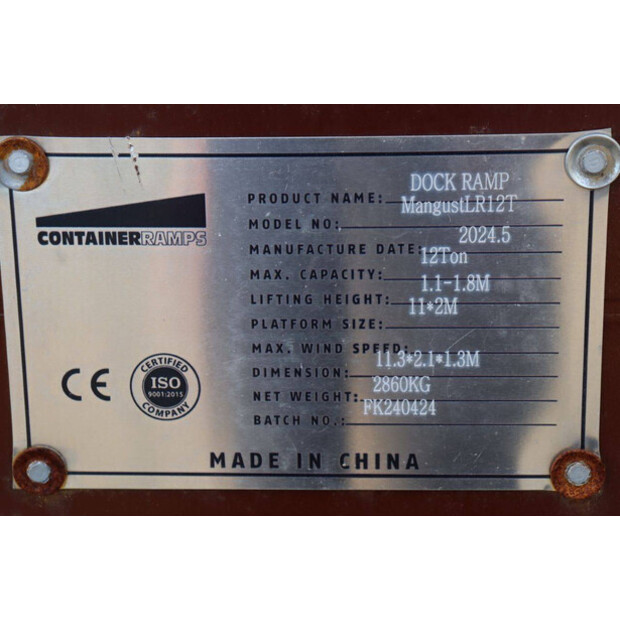 CONTAINERRAMPS
PRODUCT NAME: DOCK RAMP
MODEL NO: MangustLR12T
MANUFACTURE DATE: 2024.5
MAX. CAPACITY: 12Ton
LIFTING HEIGHT: 1.1-1.8M
PLATFORM SIZE: 11*2M
MAX. WIND SPEED:
DIMENSION: 11.3*2.1*1.3M
NET WEIGHT: 2860KG
BATCH NO.: FK240424
CE
CERTIFIED
ISO
9001:2015
COMPANY
MADE IN CHINA